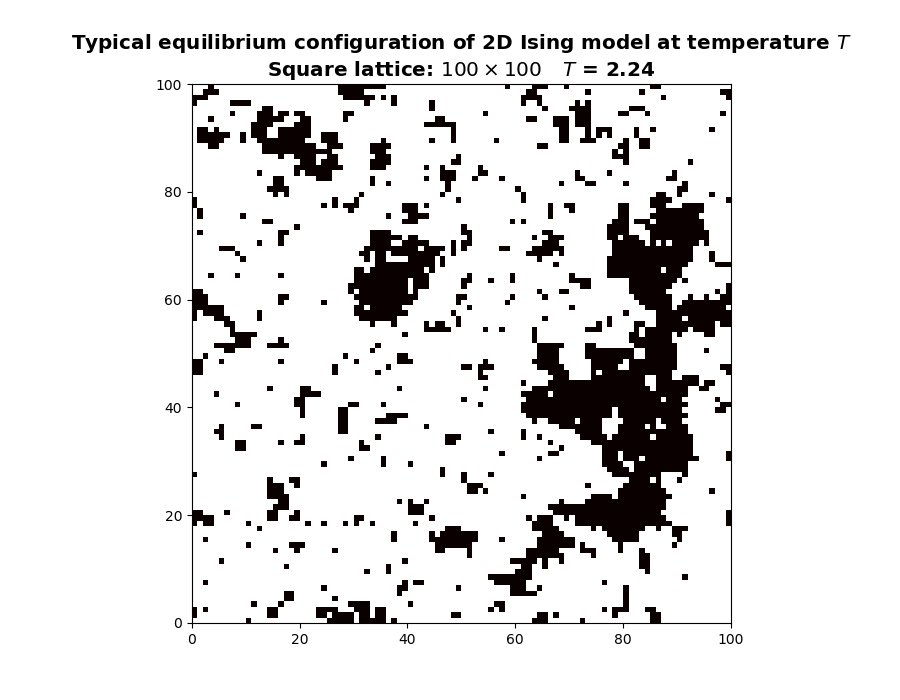 Typical equilibrium configuration of 2D Ising model at temperature T
Square lattice: 100 × 100 T = 2.24
100
80
60
40
20
0
0 20 40 60 80 100